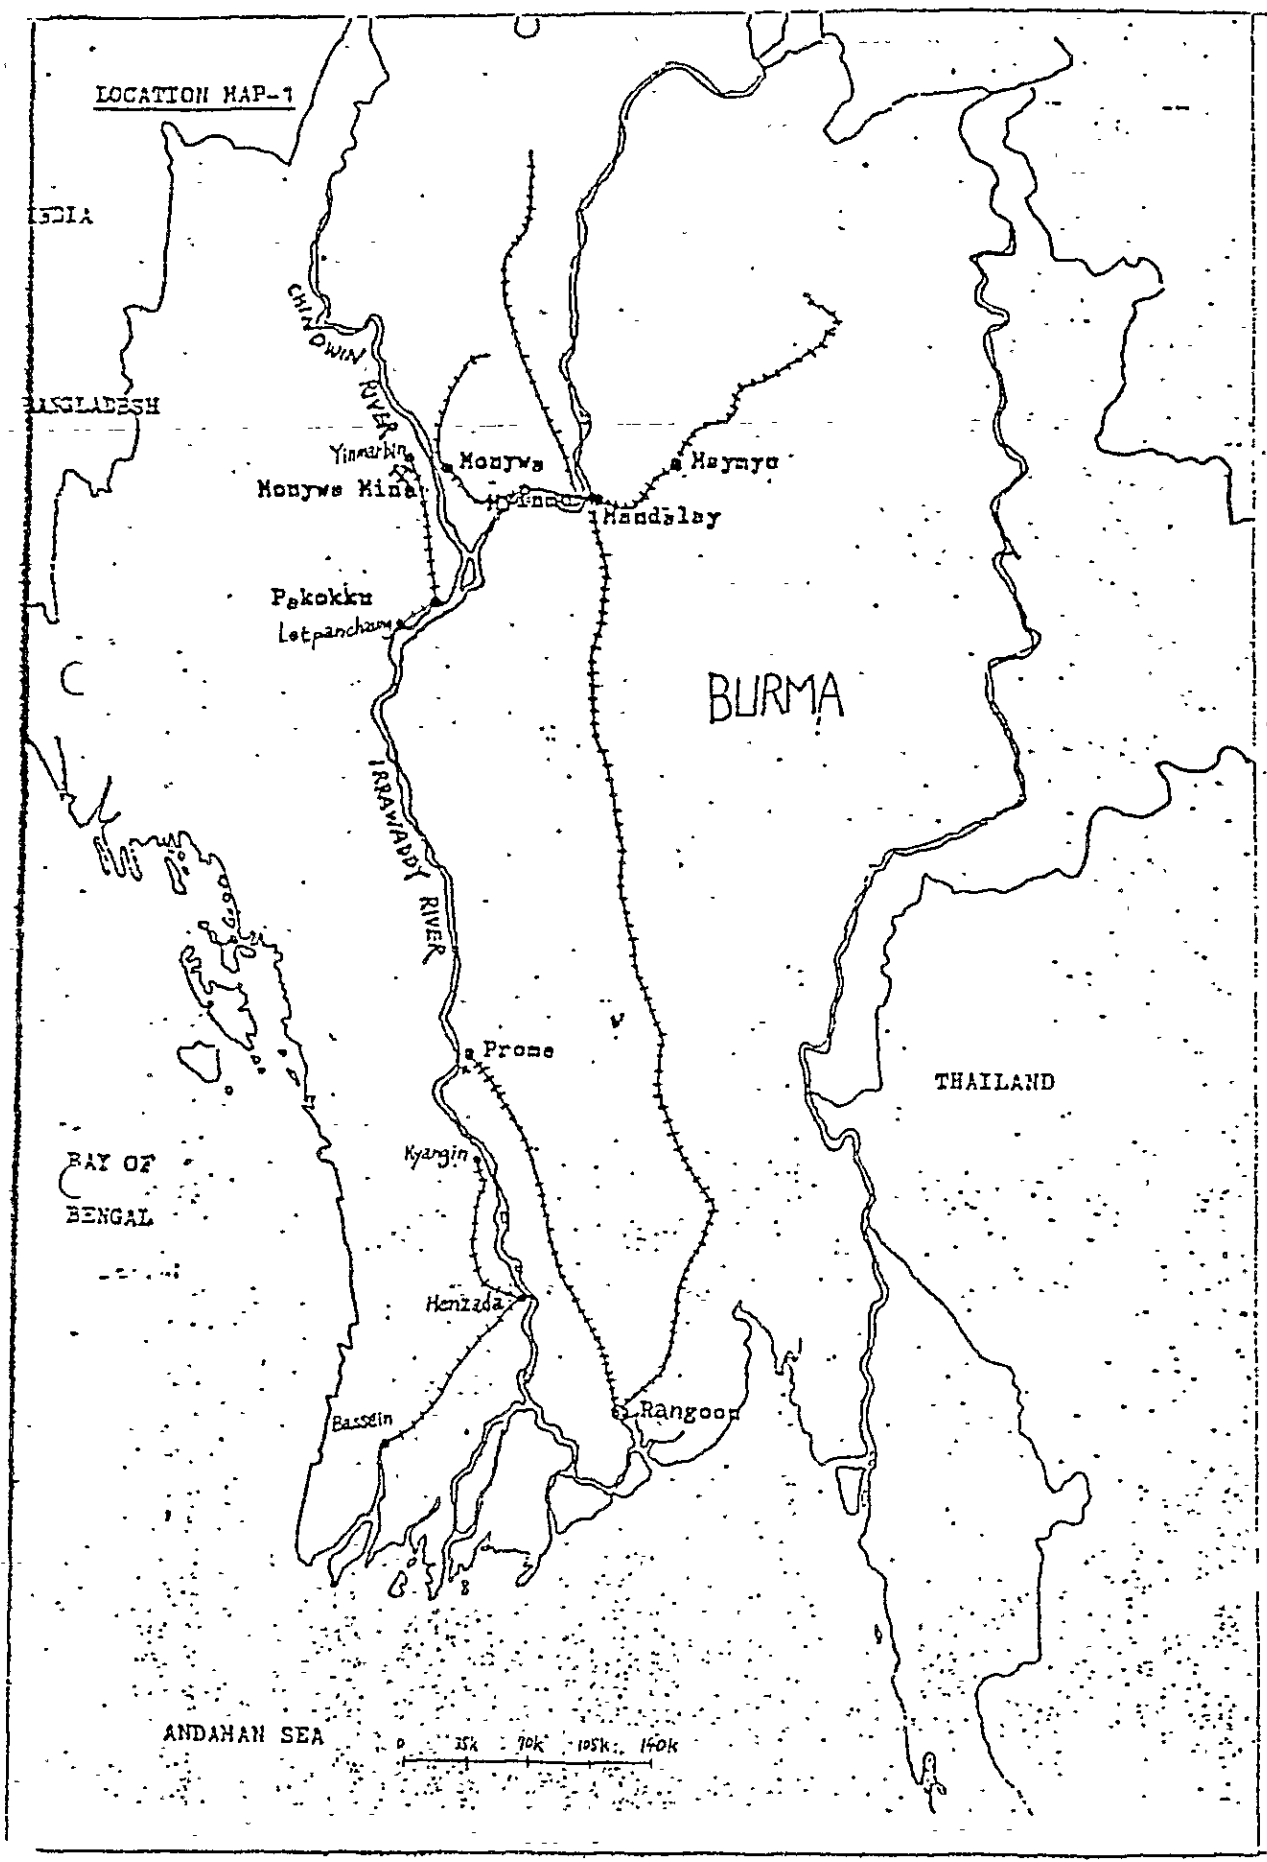 LOCATION MAP-1
INDIA
CHINDWIN RIVER
BANGLADESH
Yinmarbin
Monywa
Maymyo
Monywa Mine
Mandalay
Pakokku
Letpanchaung
BURMA
IRRAWADDY RIVER
Prome
THAILAND
Kyangin
BAY OF
BENGAL
Henzada
Bassein
Rangoon
ANDAMAN SEA
0 35k 70k 105k 140k